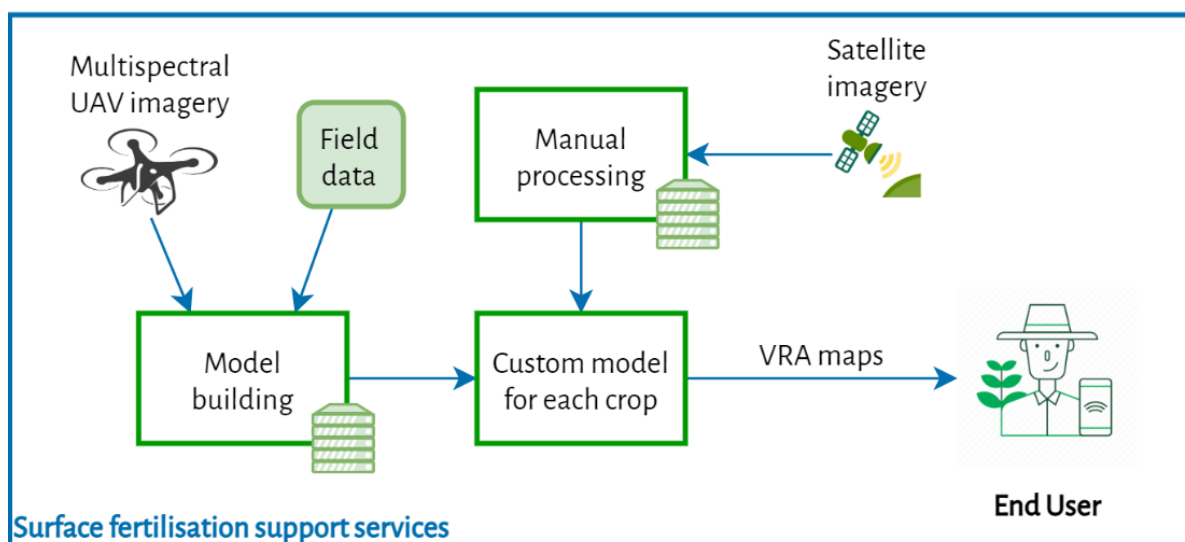 Multispectral
UAV imagery
Field
data
Manual
processing
Satellite
imagery
Model
building
Custom model
for each crop
VRA maps
End User
Surface fertilisation support services